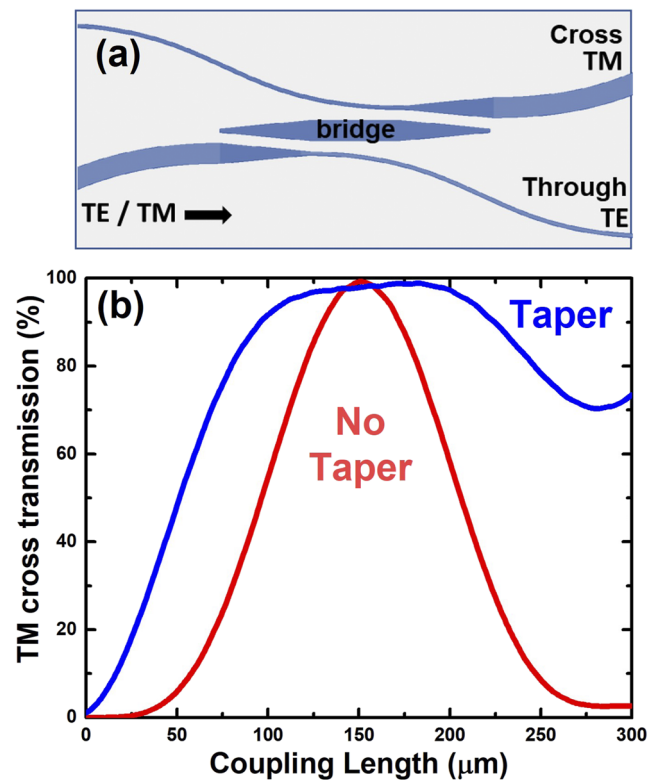 (a)
Cross
TM
bridge
Through
TE / TM
TE
(b)
Taper
No
Taper
TM cross transmission (%)
100
80
60
40
20
0
0 50 100 150 200 250 300
Coupling Length (μm)